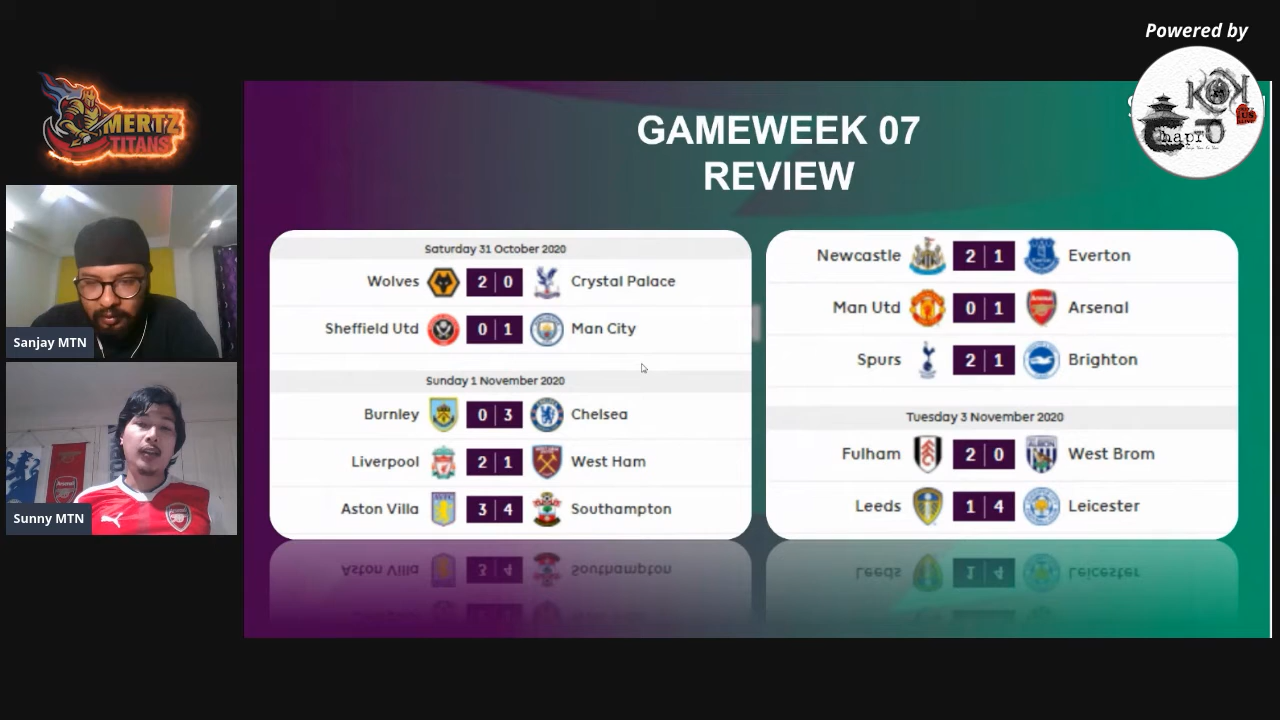 Powered by
MERTZ
TITANS
GAMEWEEK 07
REVIEW
Saturday 31 October 2020
Wolves 2 0 Crystal Palace
Sheffield Utd 0 1 Man City
Sunday 1 November 2020
Burnley 0 3 Chelsea
Liverpool 2 1 West Ham
Aston Villa 3 4 Southampton
Newcastle 2 1 Everton
Man Utd 0 1 Arsenal
Spurs 2 1 Brighton
Tuesday 3 November 2020
Fulham 2 0 West Brom
Leeds 1 4 Leicester
Sanjay MTN
Arsenal
Sunny MTN